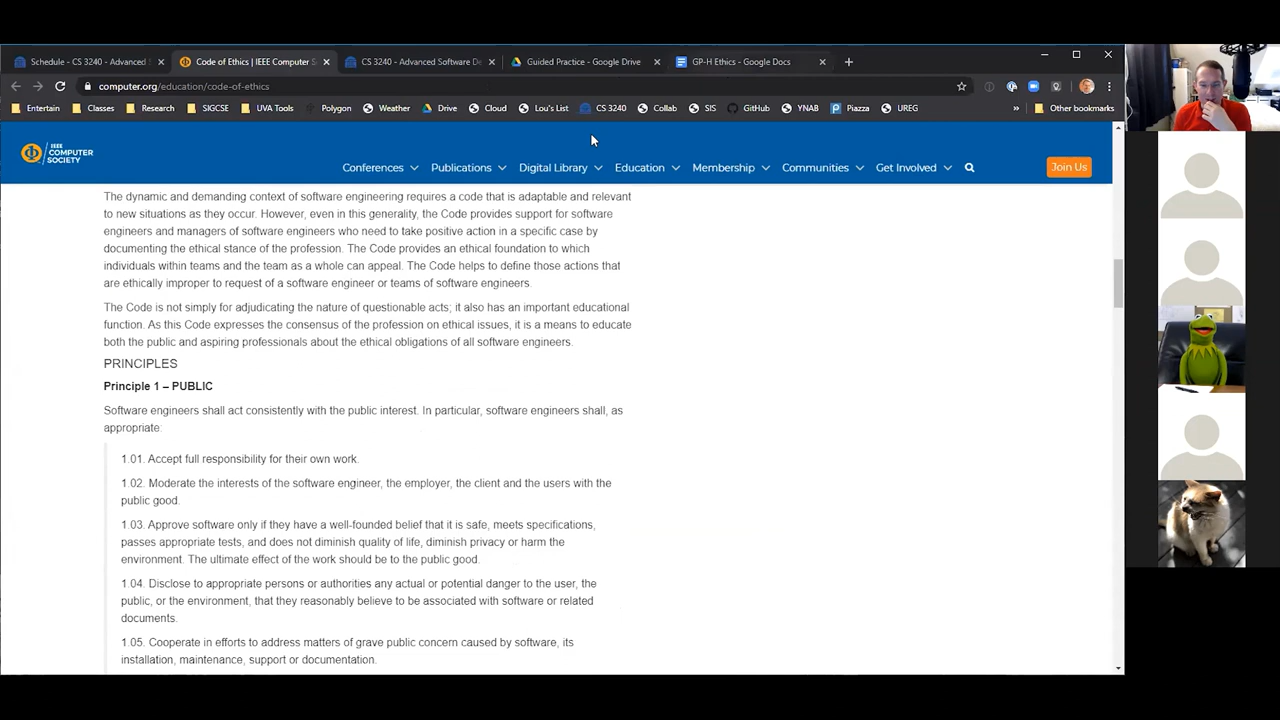 Schedule - CS 3240 - Advanced S
Code of Ethics | IEEE Computer S
CS 3240 - Advanced Software De
Guided Practice - Google Drive
GP-H Ethics - Google Docs
computer.org/education/code-of-ethics
Entertain Classes Research SIGCSE UVA Tools Polygon Weather Drive Cloud Lou's List CS 3240 Collab SIS GitHub YNAB Piazza UREG » Other bookmarks
IEEE
COMPUTER
SOCIETY
Conferences Publications Digital Library Education Membership Communities Get Involved Join Us
The dynamic and demanding context of software engineering requires a code that is adaptable and relevant
to new situations as they occur. However, even in this generality, the Code provides support for software
engineers and managers of software engineers who need to take positive action in a specific case by
documenting the ethical stance of the profession. The Code provides an ethical foundation to which
individuals within teams and the team as a whole can appeal. The Code helps to define those actions that
are ethically improper to request of a software engineer or teams of software engineers.
The Code is not simply for adjudicating the nature of questionable acts; it also has an important educational
function. As this Code expresses the consensus of the profession on ethical issues, it is a means to educate
both the public and aspiring professionals about the ethical obligations of all software engineers.
PRINCIPLES
Principle 1 – PUBLIC
Software engineers shall act consistently with the public interest. In particular, software engineers shall, as
appropriate:
1.01. Accept full responsibility for their own work.
1.02. Moderate the interests of the software engineer, the employer, the client and the users with the
public good.
1.03. Approve software only if they have a well-founded belief that it is safe, meets specifications,
passes appropriate tests, and does not diminish quality of life, diminish privacy or harm the
environment. The ultimate effect of the work should be to the public good.
1.04. Disclose to appropriate persons or authorities any actual or potential danger to the user, the
public, or the environment, that they reasonably believe to be associated with software or related
documents.
1.05. Cooperate in efforts to address matters of grave public concern caused by software, its
installation, maintenance, support or documentation.